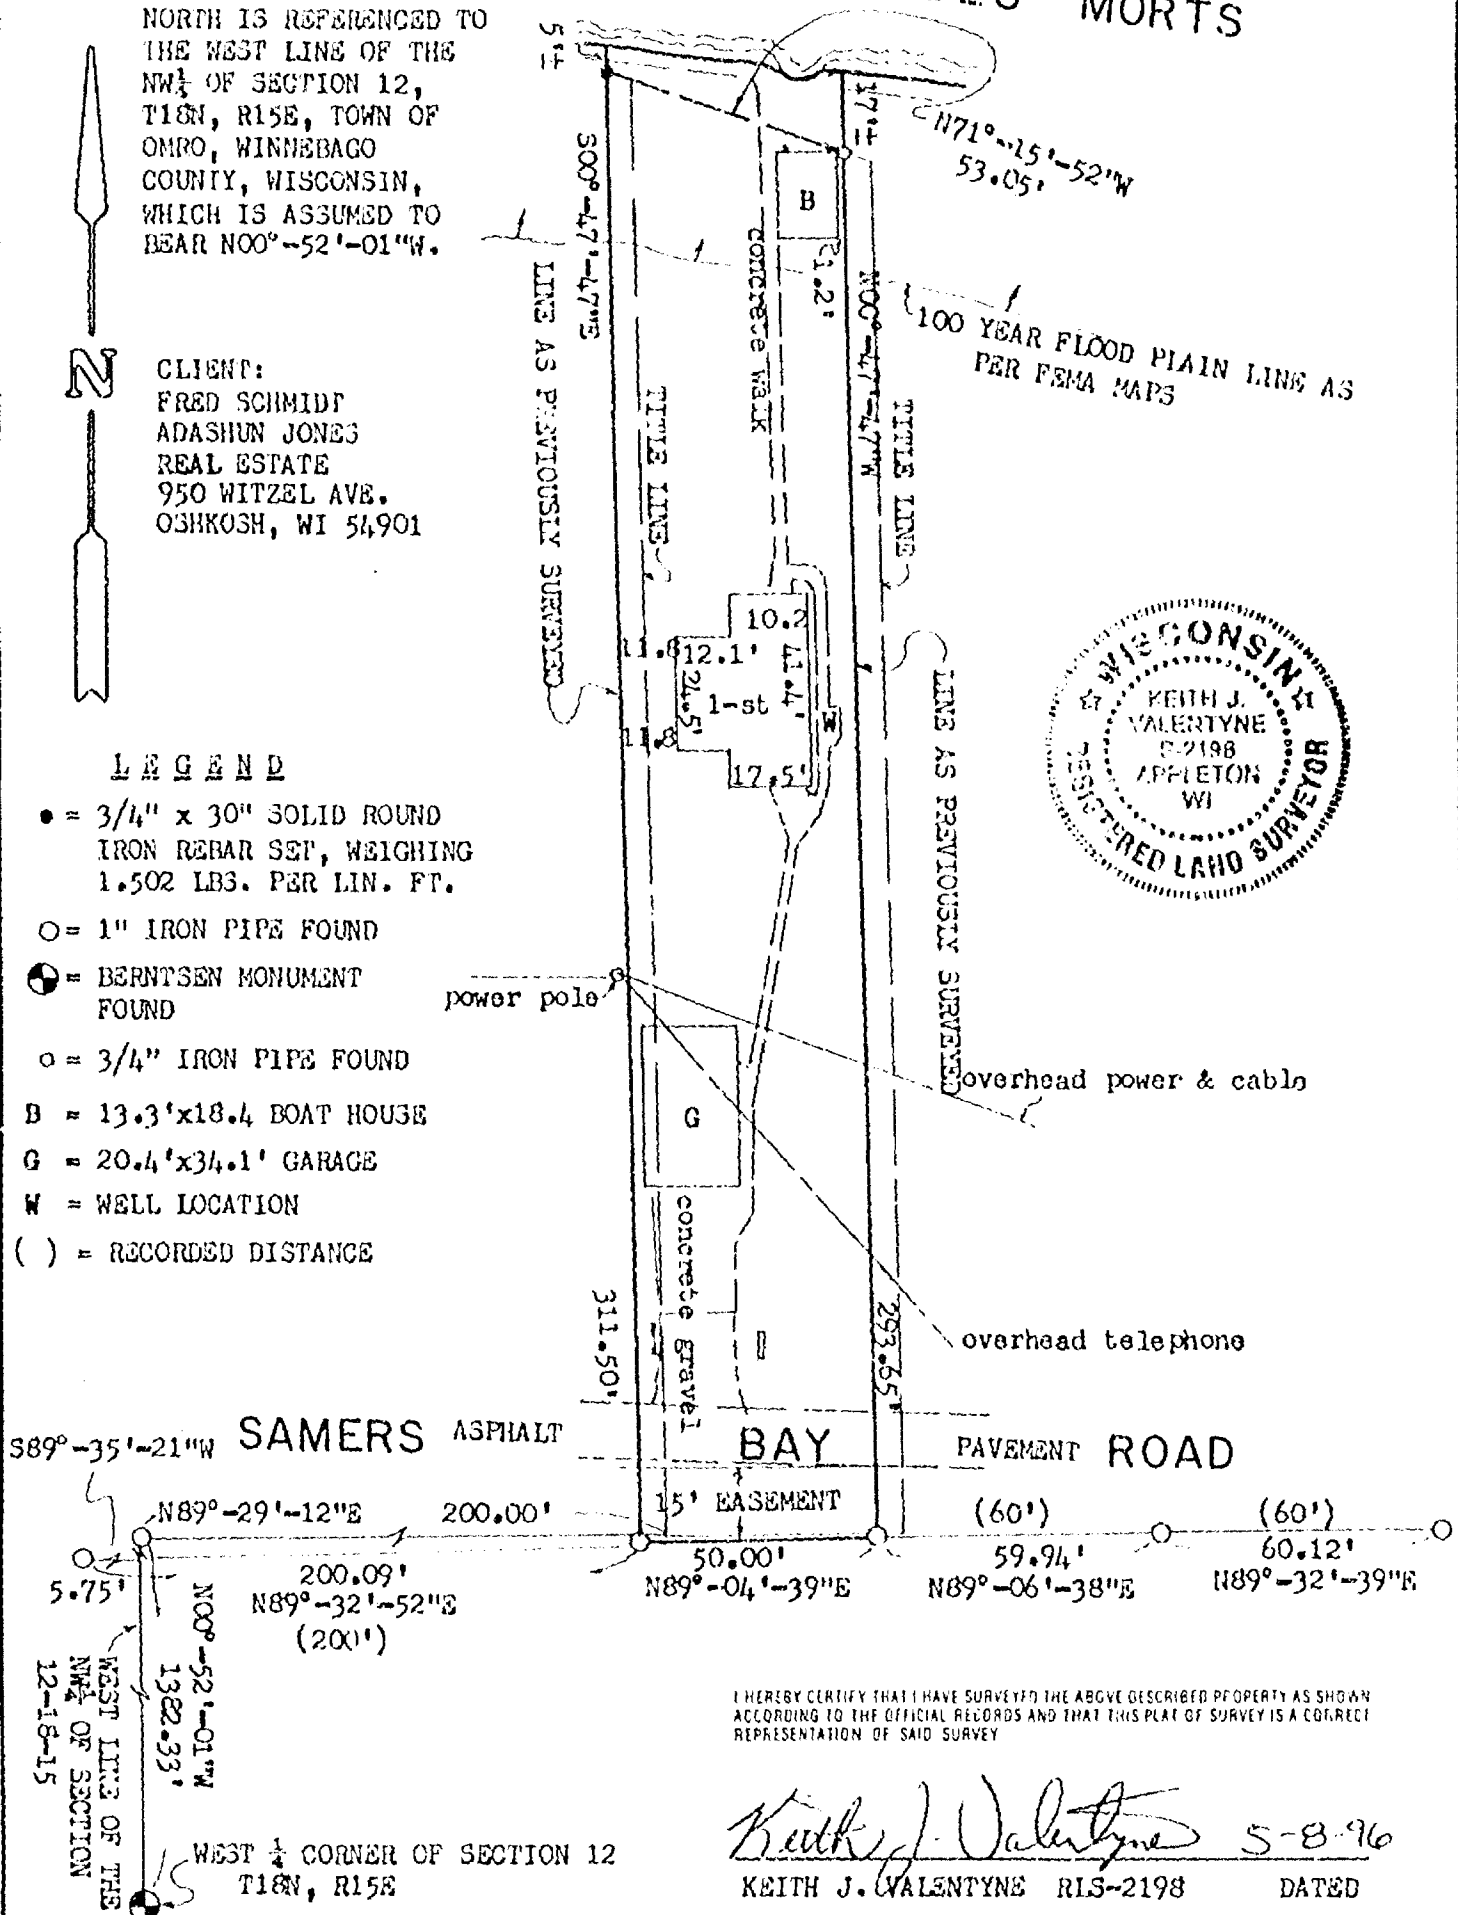 MORTS
NORTH IS REFERENCED TO
THE WEST LINE OF THE
NW¼ OF SECTION 12,
T18N, R15E, TOWN OF
OMRO, WINNEBAGO
COUNTY, WISCONSIN,
WHICH IS ASSUMED TO
BEAR N00°-52'-01"W.
N
CLIENT:
FRED SCHMIDT
ADASHUN JONES
REAL ESTATE
950 WITZEL AVE.
OSHKOSH, WI 54901
LEGEND
● = 3/4" x 30" SOLID ROUND
IRON REBAR SET, WEIGHING
1.502 LBS. PER LIN. FT.
○ = 1" IRON PIPE FOUND
= BERNTSEN MONUMENT
FOUND
○ = 3/4" IRON PIPE FOUND
B = 13.3'x18.4 BOAT HOUSE
G = 20.4'x34.1' GARAGE
W = WELL LOCATION
( ) = RECORDED DISTANCE
5'±
17'±
N71°-15'-52"W
53.05'
S00°-47'-47"E
B
1.2'
concrete walk
N00°-47'-47"W
100 YEAR FLOOD PLAIN LINE AS
PER FEMA MAPS
LINE AS PREVIOUSLY SURVEYED
TITLE LINE
TITLE LINE
LINE AS PREVIOUSLY SURVEYED
10.2
11.8
12.1'
41.4'
24.5'
1-st
W
11.8
17.5'
WISCONSIN
KEITH J.
VALENTYNE
S-2198
APPLETON
WI
REGISTERED LAND SURVEYOR
power pole
overhead power & cable
G
concrete gravel
overhead telephone
311.50'
293.65'
SAMERS ASPHALT BAY PAVEMENT ROAD
S89°-35'-21"W
N89°-29'-12"E 200.00'
15' EASEMENT
(60') (60')
5.75'
200.09'
N89°-32'-52"E
(200')
50.00'
N89°-04'-39"E
59.94'
N89°-06'-38"E
60.12'
N89°-32'-39"E
N00°-52'-01"W
1382.33'
WEST LINE OF THE
NW¼ OF SECTION
12-18-15
WEST ¼ CORNER OF SECTION 12
T18N, R15E
I HEREBY CERTIFY THAT I HAVE SURVEYED THE ABOVE DESCRIBED PROPERTY AS SHOWN
ACCORDING TO THE OFFICIAL RECORDS AND THAT THIS PLAT OF SURVEY IS A CORRECT
REPRESENTATION OF SAID SURVEY
Keith J. Valentyne 5-8-96
KEITH J. VALENTYNE RLS-2198 DATED